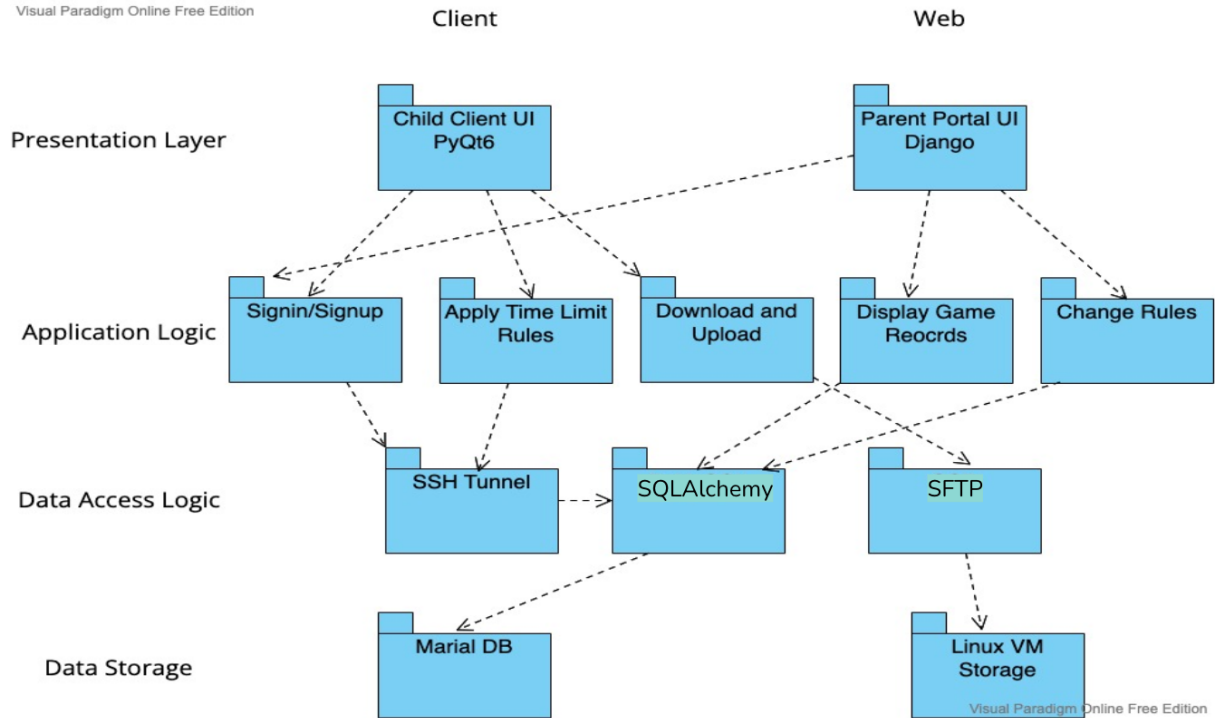 Visual Paradigm Online Free Edition
Client
Web
Presentation Layer
Child Client UI
PyQt6
Parent Portal UI
Django
Application Logic
Signin/Signup
Apply Time Limit
Rules
Download and
Upload
Display Game
Reocrds
Change Rules
Data Access Logic
SSH Tunnel
SQLAlchemy
SFTP
Data Storage
Marial DB
Linux VM
Storage
Visual Paradigm Online Free Edition